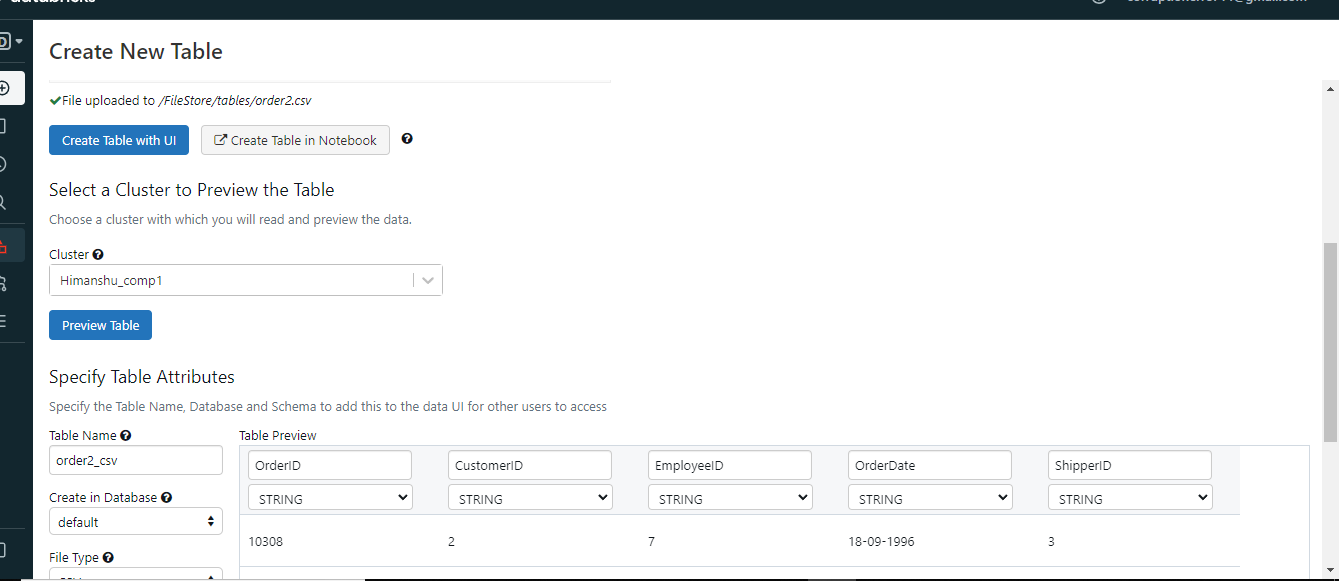 Create New Table
File uploaded to /FileStore/tables/order2.csv
Create Table with UI
Create Table in Notebook
Select a Cluster to Preview the Table
Choose a cluster with which you will read and preview the data.
Cluster
Himanshu_comp1
Preview Table
Specify Table Attributes
Specify the Table Name, Database and Schema to add this to the data UI for other users to access
Table Name
order2_csv
Create in Database
default
File Type
Table Preview
OrderID CustomerID EmployeeID OrderDate ShipperID
STRING STRING STRING STRING STRING
10308 2 7 18-09-1996 3